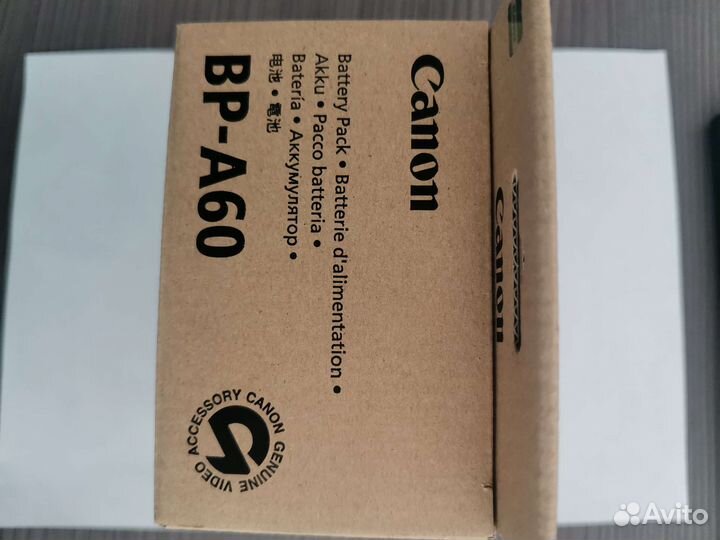 Canon
Battery Pack • Batterie d'alimentation •
Akku • Pacco batteria •
Batería • Аккумулятор •
电池 • 電池
BP-A60
CANON GENUINE VIDEO ACCESSORY
Canon
Avito